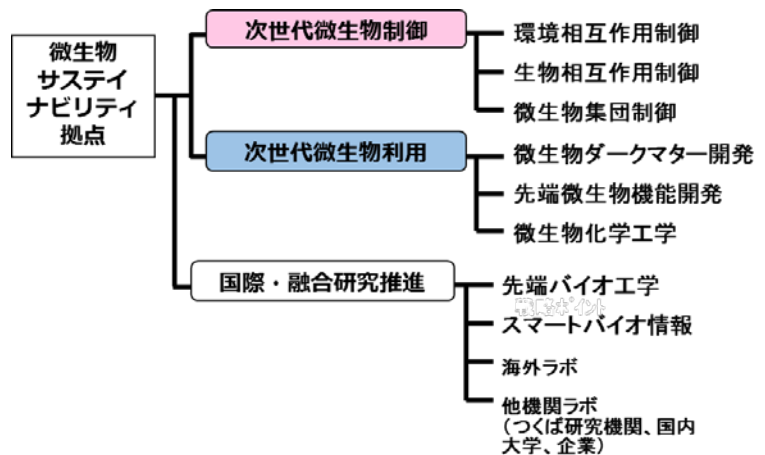 微生物
サステイ
ナビリティ
拠点
次世代微生物制御
環境相互作用制御
生物相互作用制御
微生物集団制御
次世代微生物利用
微生物ダークマター開発
先端微生物機能開発
微生物化学工学
国際・融合研究推進
先端バイオ工学
戦略ポイント
スマートバイオ情報
海外ラボ
他機関ラボ
（つくば研究機関、国内
大学、企業）